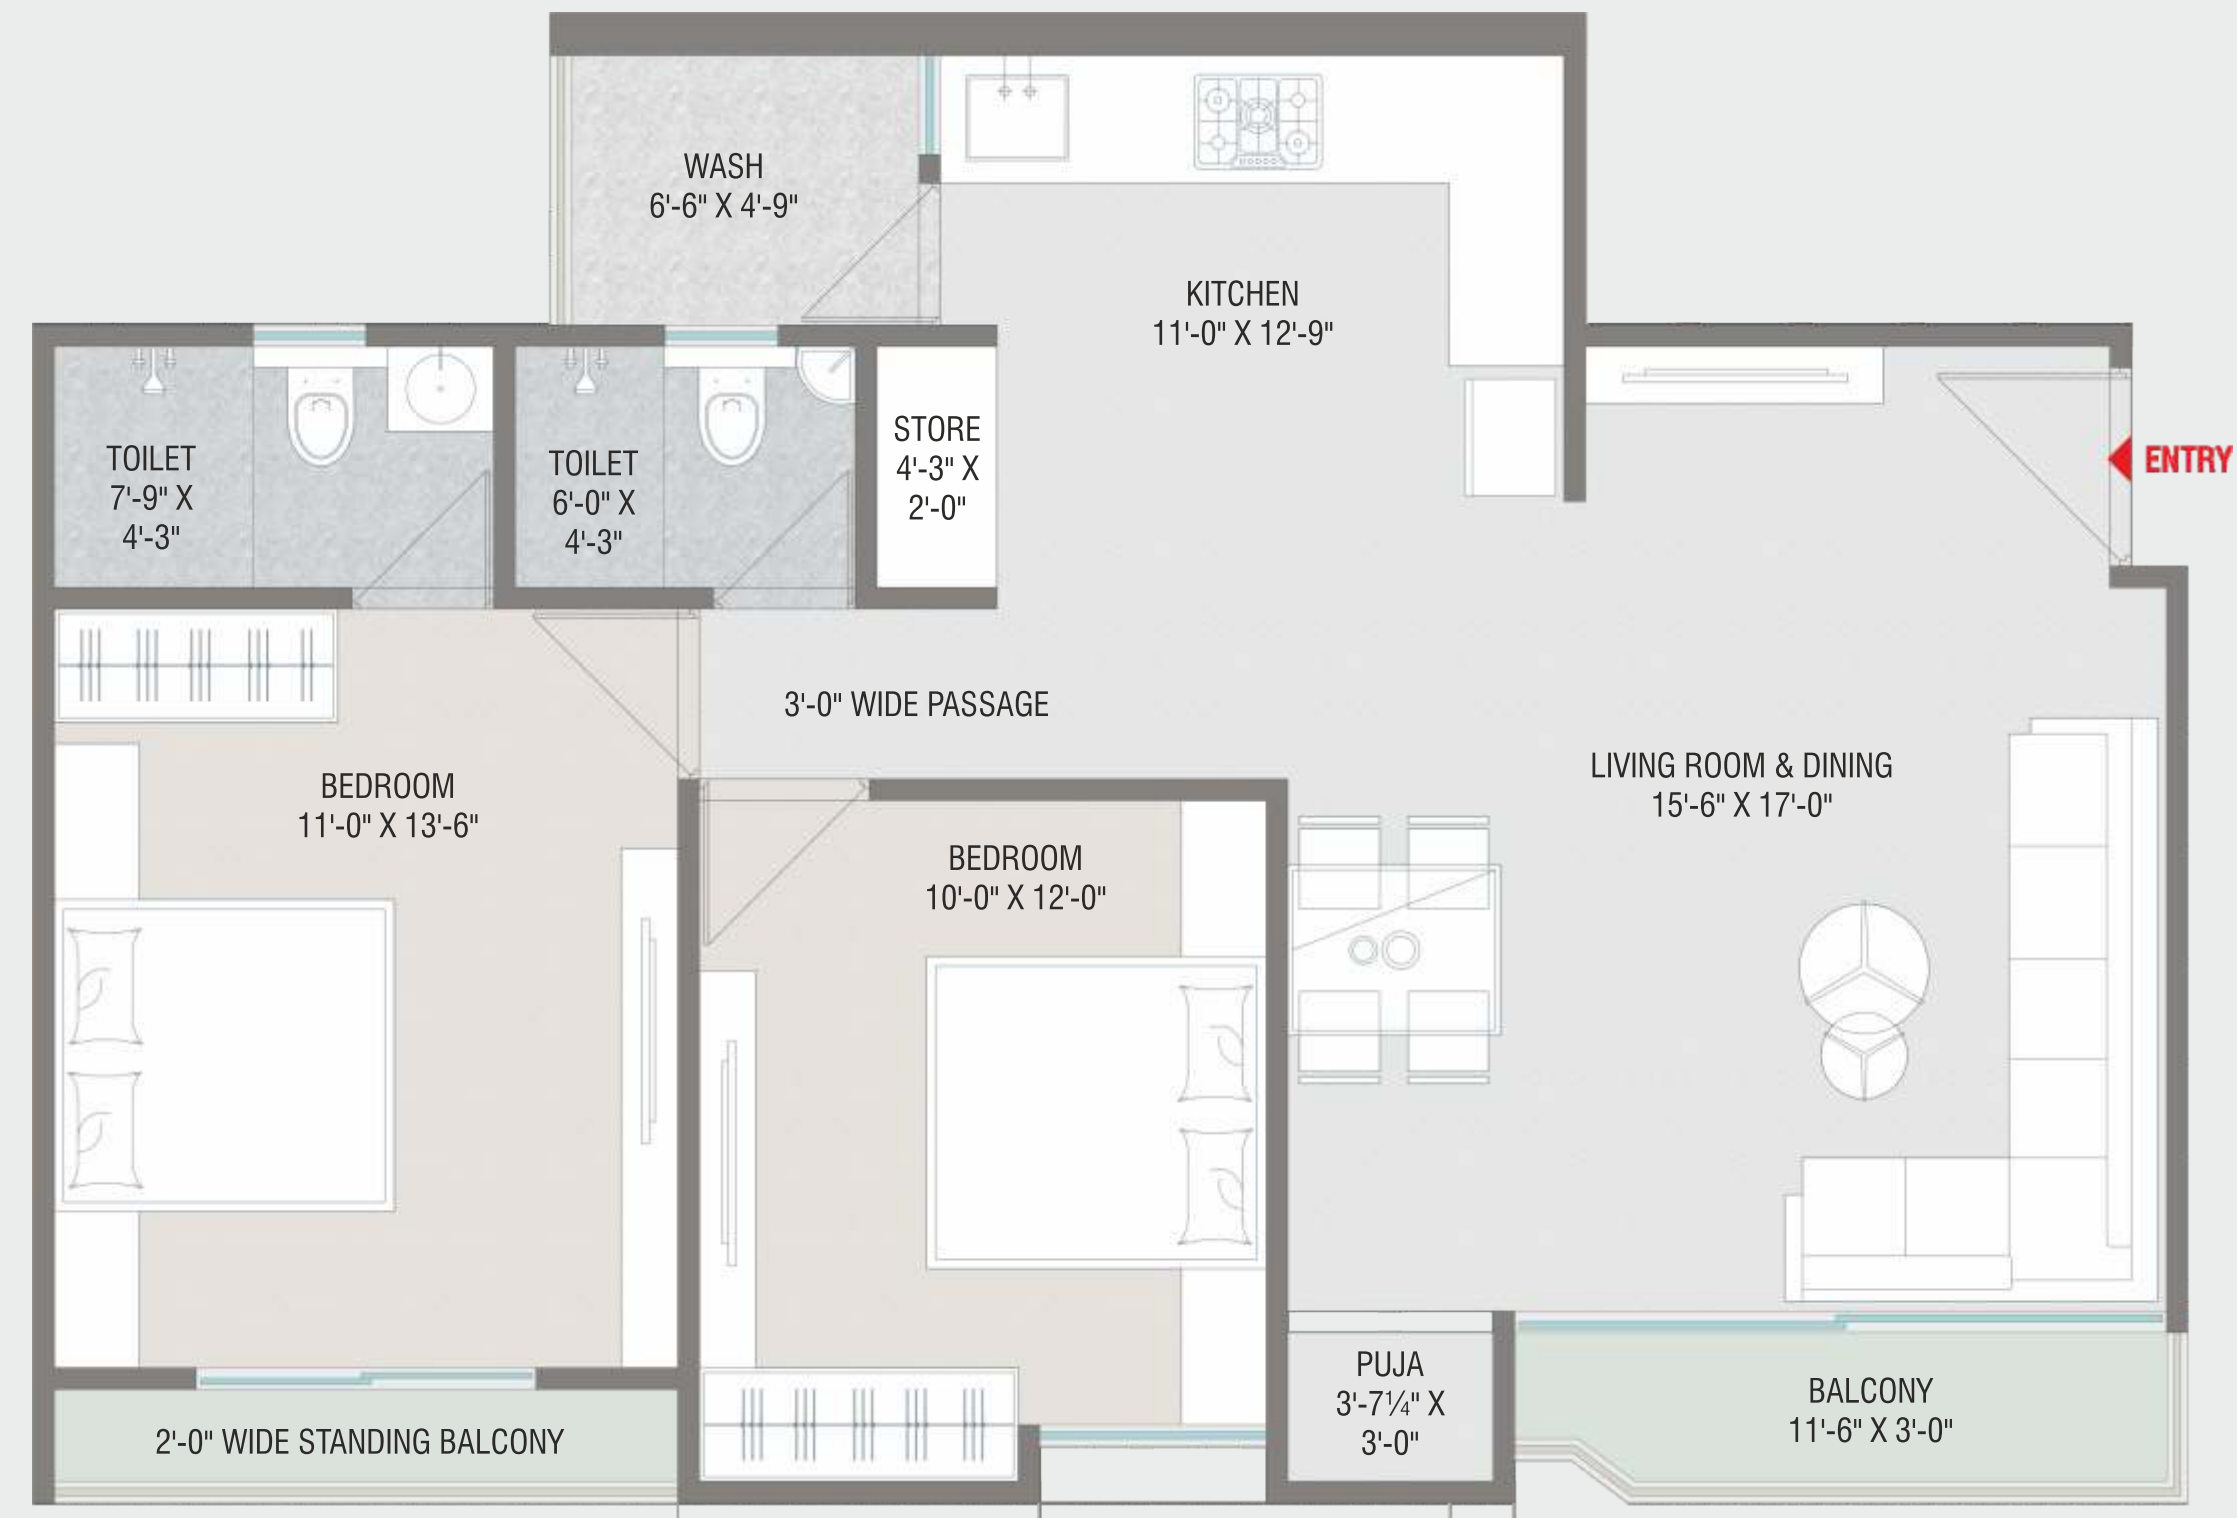 WASH
6'-6" X 4'-9"
KITCHEN
11'-0" X 12'-9"
STORE
4'-3" X
2'-0"
TOILET
7'-9" X
4'-3"
TOILET
6'-0" X
4'-3"
ENTRY
3'-0" WIDE PASSAGE
BEDROOM
11'-0" X 13'-6"
LIVING ROOM & DINING
15'-6" X 17'-0"
BEDROOM
10'-0" X 12'-0"
PUJA
3'-7¼" X
3'-0"
BALCONY
11'-6" X 3'-0"
2'-0" WIDE STANDING BALCONY